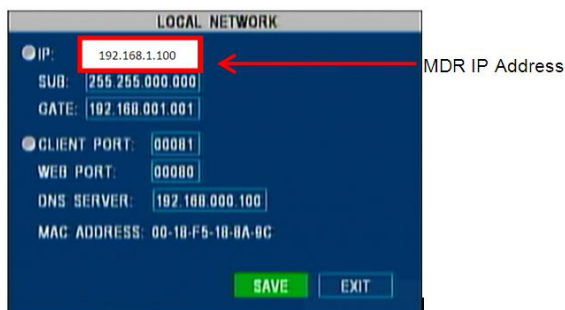 LOCAL NETWORK
IP: 192.168.1.100
MDR IP Address
SUB: 255.255.000.000
GATE: 192.168.001.001
CLIENT PORT: 00081
WEB PORT: 00080
DNS SERVER: 192.168.000.100
MAC ADDRESS: 00-18-F5-18-8A-9C
SAVE EXIT